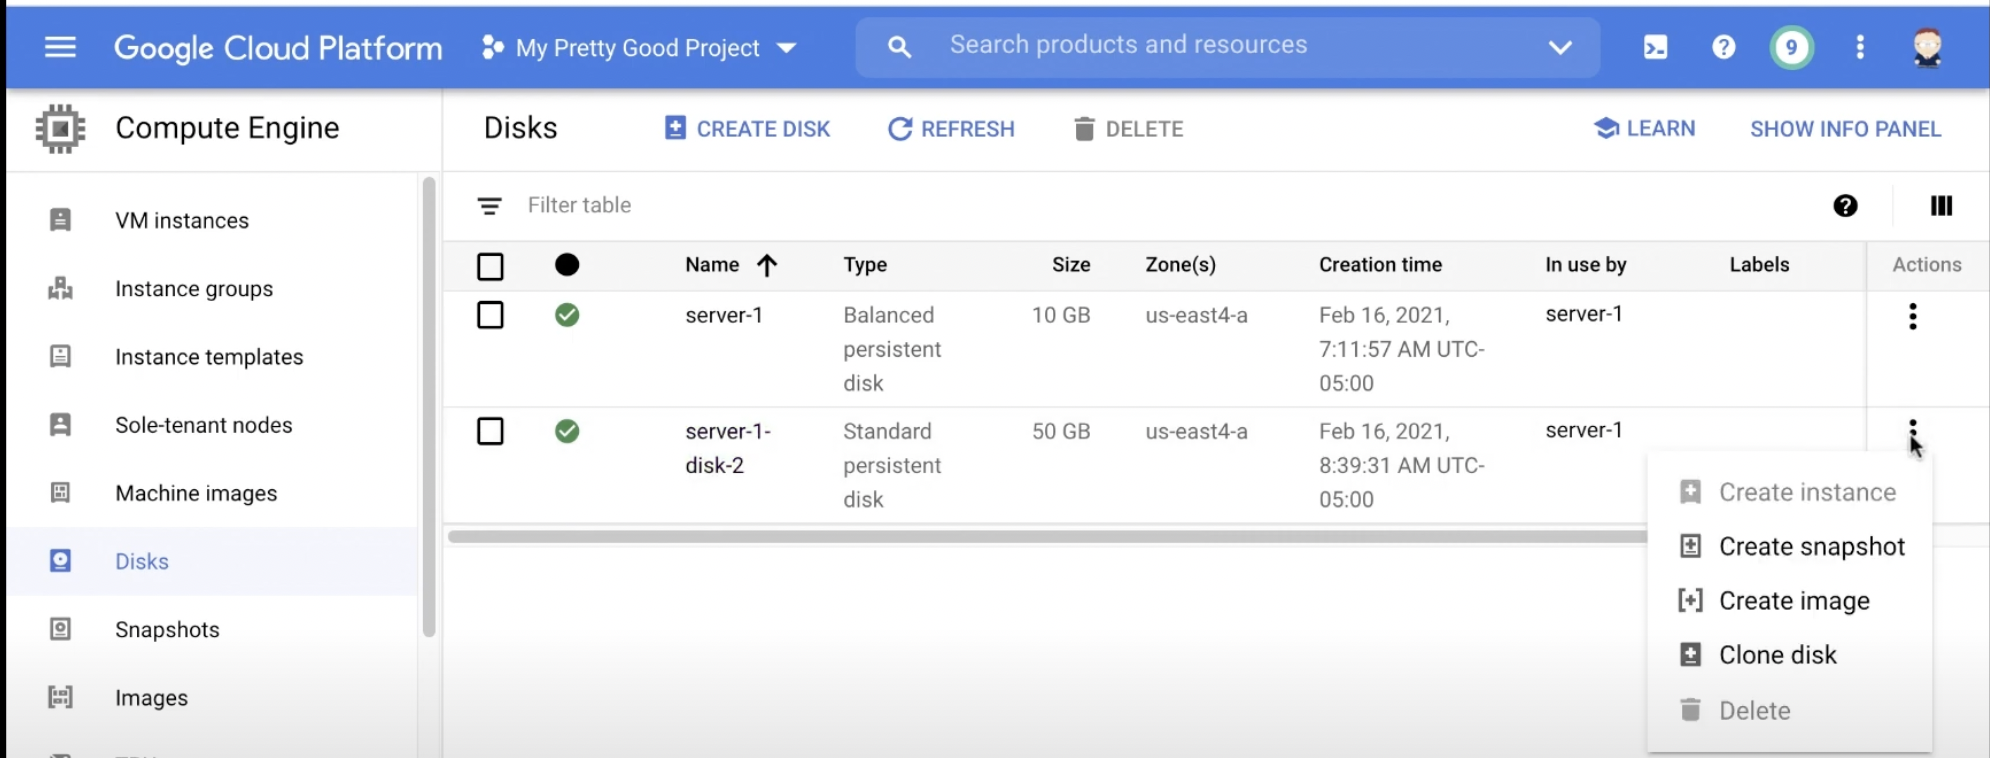 Google Cloud Platform
My Pretty Good Project
Search products and resources
9
Compute Engine
Disks
CREATE DISK
REFRESH
DELETE
LEARN
SHOW INFO PANEL
VM instances
Instance groups
Instance templates
Sole-tenant nodes
Machine images
Disks
Snapshots
Images
Filter table
Name Type Size Zone(s) Creation time In use by Labels Actions
server-1 Balanced 10 GB us-east4-a Feb 16, 2021, server-1
persistent 7:11:57 AM UTC-
disk 05:00
server-1- Standard 50 GB us-east4-a Feb 16, 2021, server-1
disk-2 persistent 8:39:31 AM UTC-
disk 05:00
Create instance
Create snapshot
Create image
Clone disk
Delete